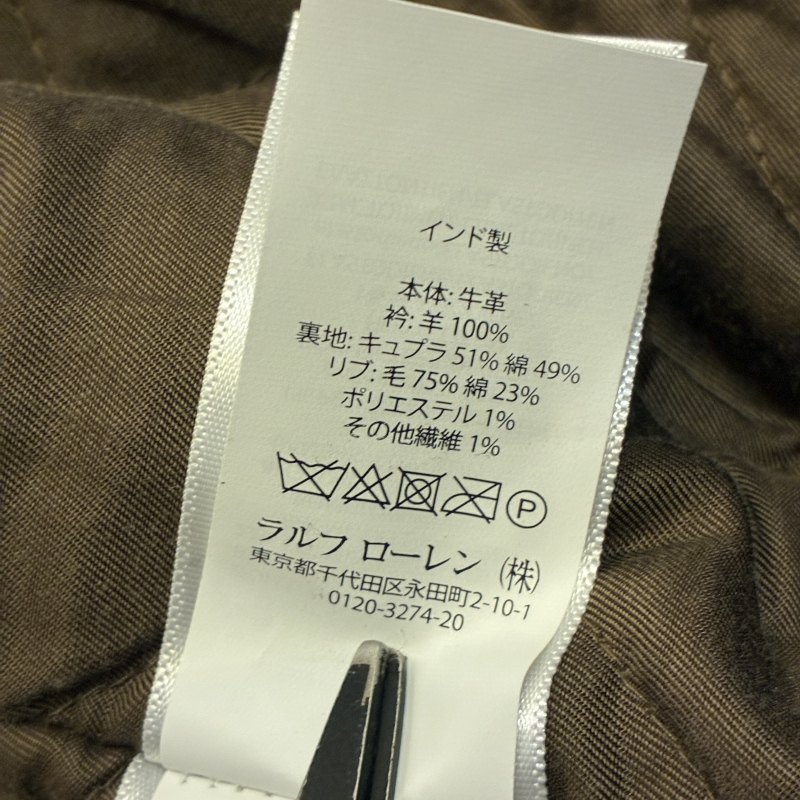 インド製
本体: 牛革
衿: 羊 100%
裏地: キュプラ 51% 綿 49%
リブ: 毛 75% 綿 23%
ポリエステル 1%
その他繊維 1%
P
ラルフ ローレン (株)
東京都千代田区永田町2-10-1
0120-3274-20